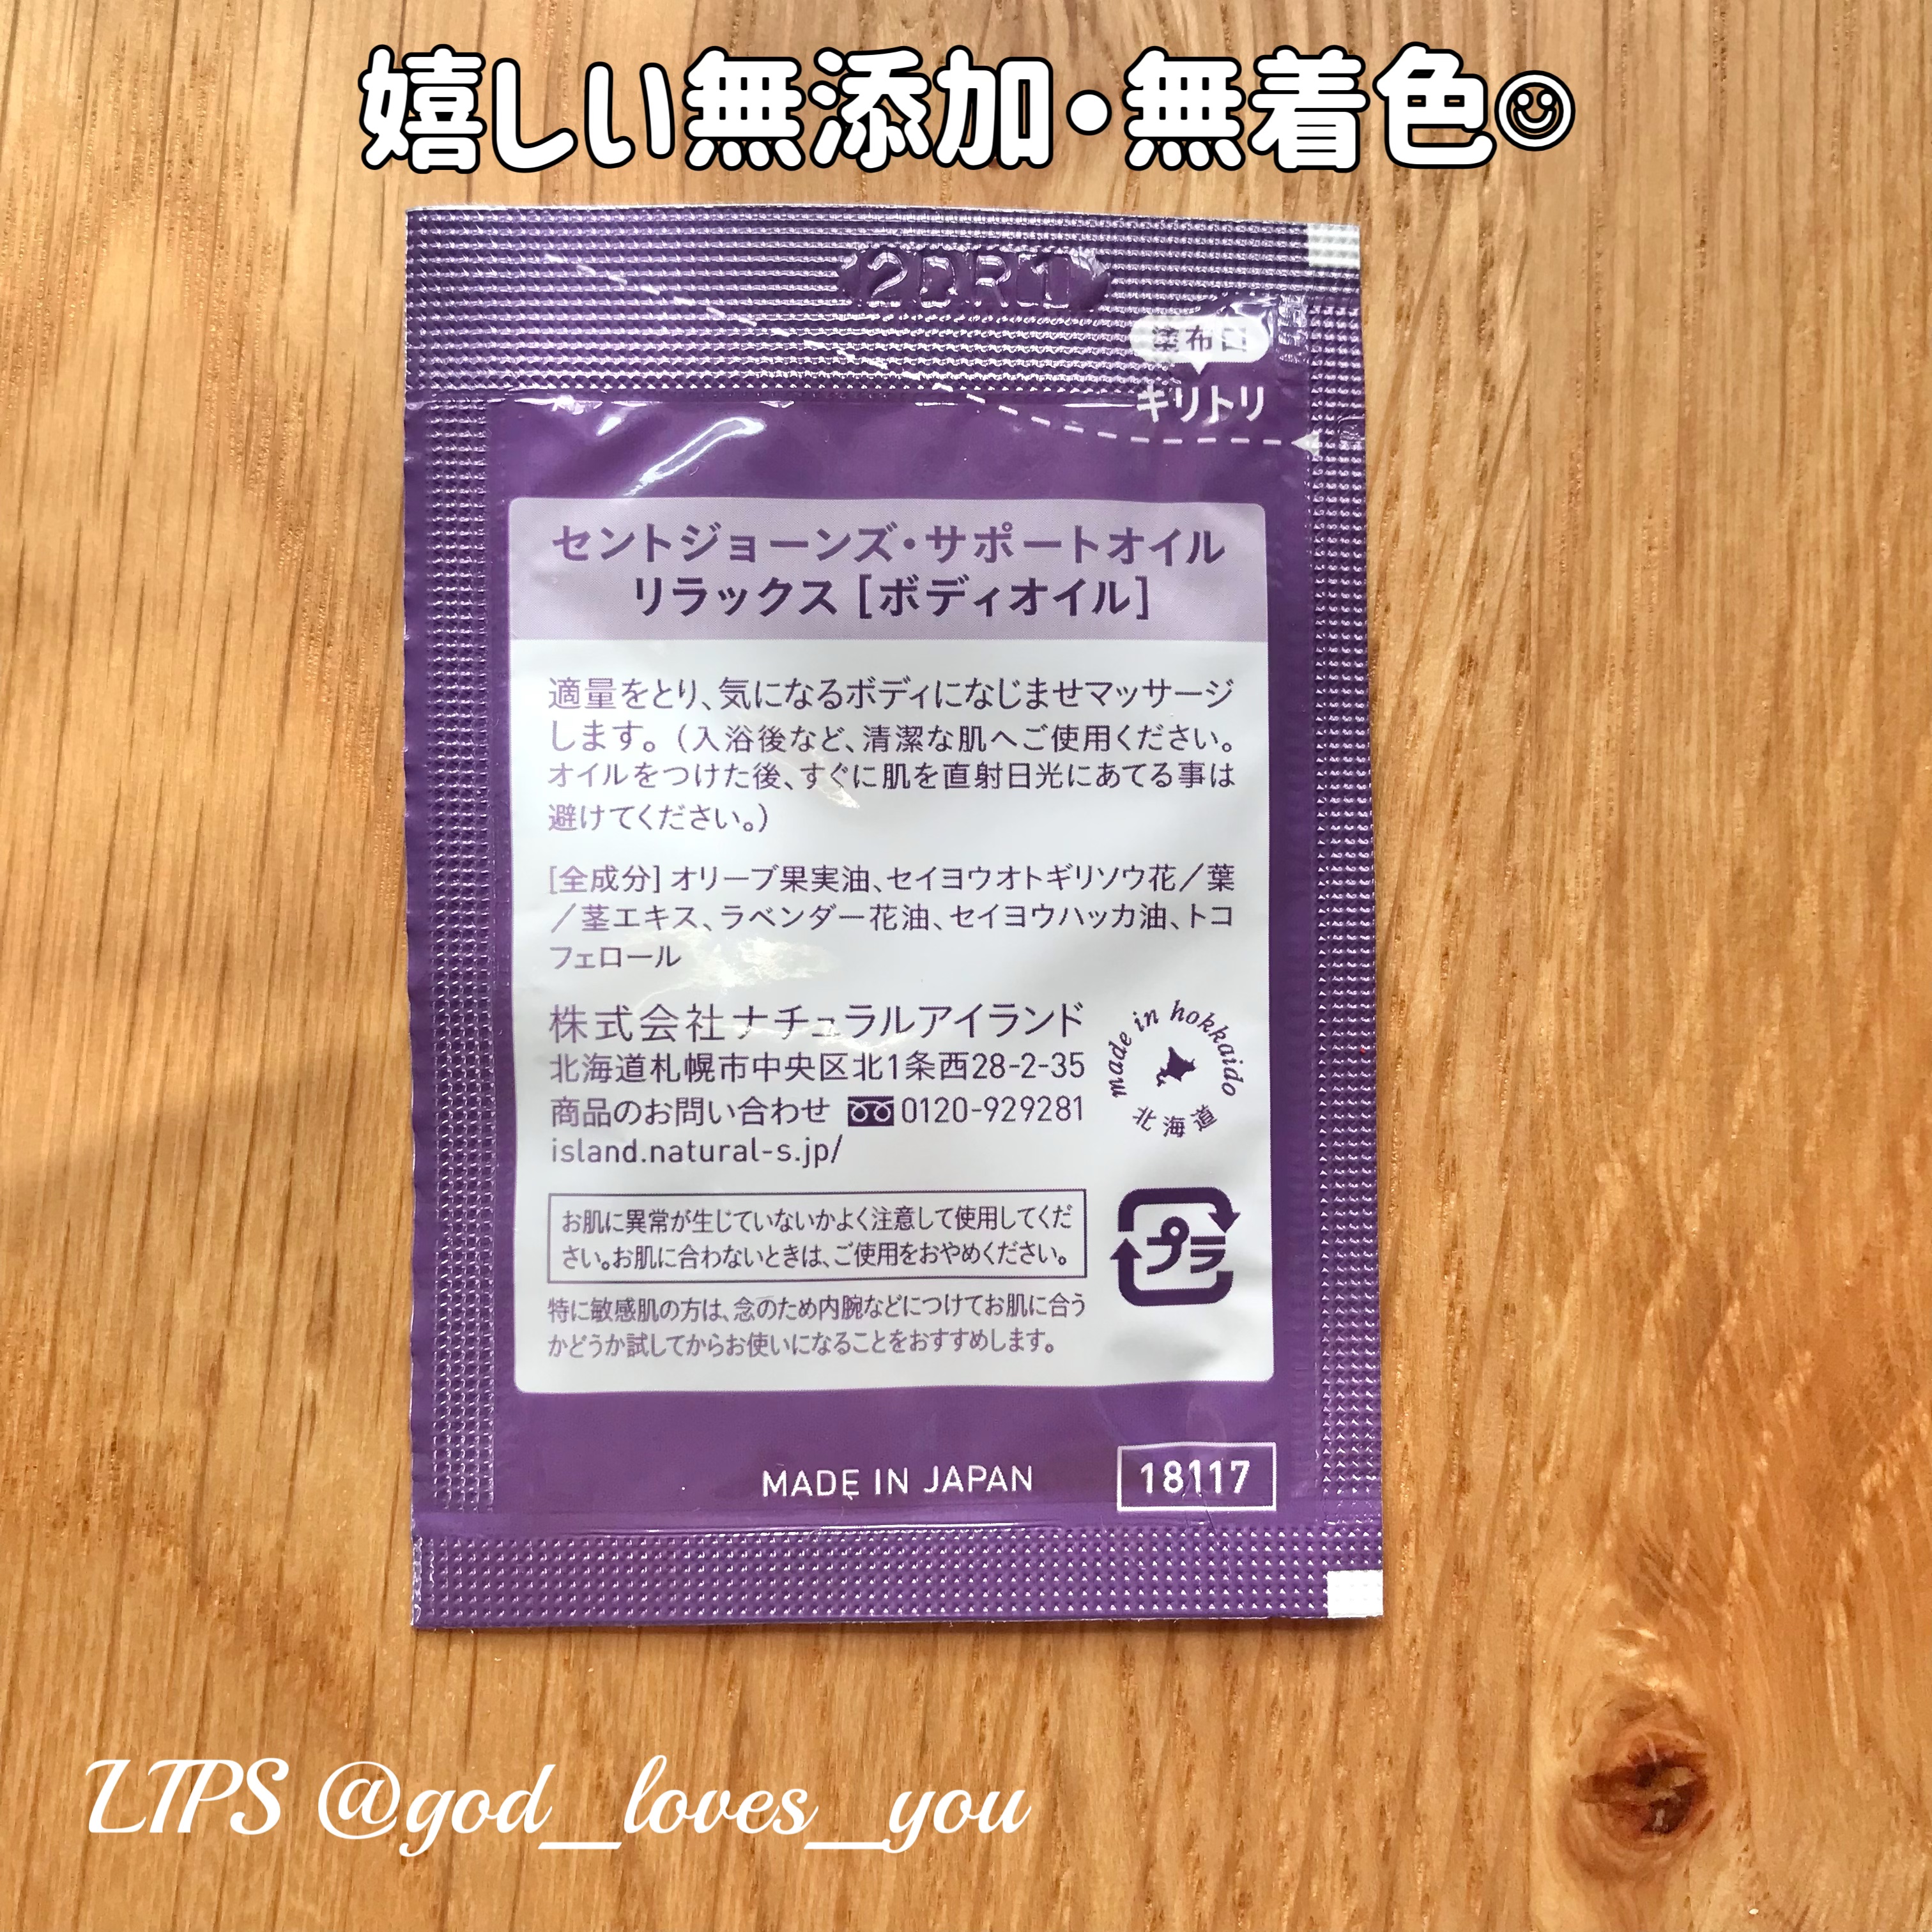 嬉しい無添加・無着色☺
2DR1
塗布口
キリトリ
セントジョーンズ・サポートオイル
リラックス [ボディオイル]
適量をとり、気になるボディになじませマッサージ
します。(入浴後など、清潔な肌へご使用ください。
オイルをつけた後、すぐに肌を直射日光にあてる事は
避けてください。)
[全成分] オリーブ果実油、セイヨウオトギリソウ花/葉
/茎エキス、ラベンダー花油、セイヨウハッカ油、トコ
フェロール
株式会社ナチュラルアイランド
北海道札幌市中央区北1条西28-2-35
商品のお問い合わせ 0120-929281
island.natural-s.jp/
made in hokkaido
北海道
お肌に異常が生じていないかよく注意して使用してくだ
さい。お肌に合わないときは、ご使用をおやめください。
プラ
特に敏感肌の方は、念のため内腕などにつけてお肌に合う
かどうか試してからお使いになることをおすすめします。
MADE IN JAPAN
18117
LIPS @god_loves_you